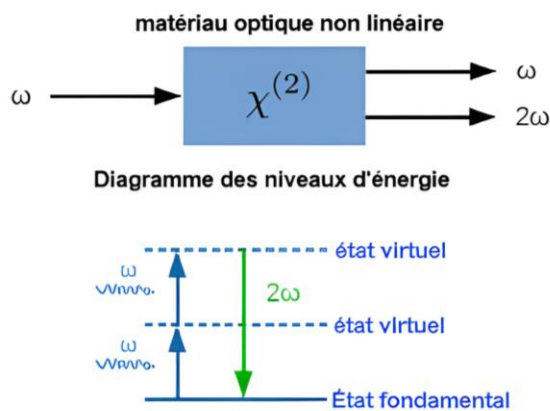 matériau optique non linéaire
ω
χ(2)
ω
2ω
Diagramme des niveaux d'énergie
état virtuel
ω
2ω
état vIrtuel
ω
État fondamental